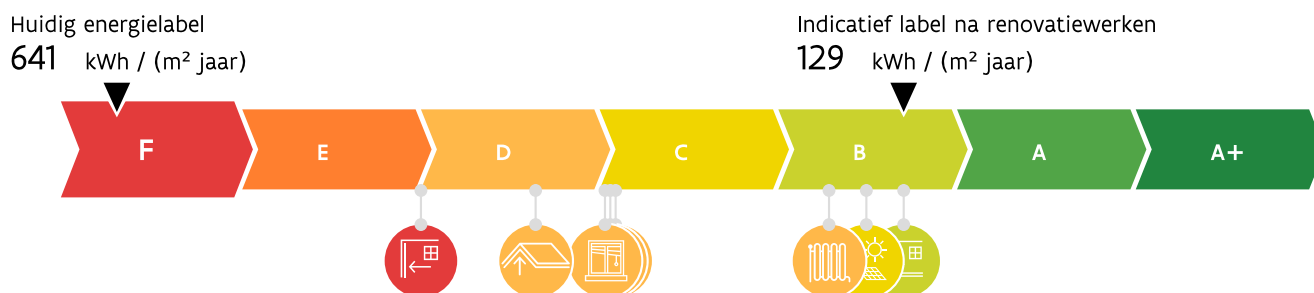 Huidig energielabel
641 kWh / (m² jaar)
Indicatief label na renovatiewerken
129 kWh / (m² jaar)
F E D C B A A+